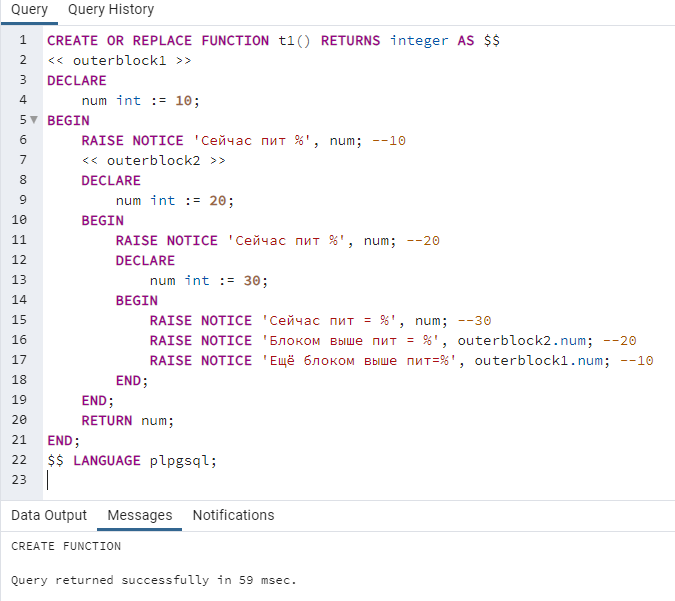 Query Query History
1 CREATE OR REPLACE FUNCTION t1() RETURNS integer AS $$
2 << outerblock1 >>
3 DECLARE
4     num int := 10;
5 BEGIN
6     RAISE NOTICE 'Сейчас пит %', num; --10
7     << outerblock2 >>
8     DECLARE
9         num int := 20;
10     BEGIN
11         RAISE NOTICE 'Сейчас пит %', num; --20
12         DECLARE
13             num int := 30;
14         BEGIN
15             RAISE NOTICE 'Сейчас пит = %', num; --30
16             RAISE NOTICE 'Блоком выше пит = %', outerblock2.num; --20
17             RAISE NOTICE 'Ещё блоком выше пит=%', outerblock1.num; --10
18         END;
19     END;
20     RETURN num;
21 END;
22 $$ LANGUAGE plpgsql;
23
Data Output Messages Notifications
CREATE FUNCTION
Query returned successfully in 59 msec.